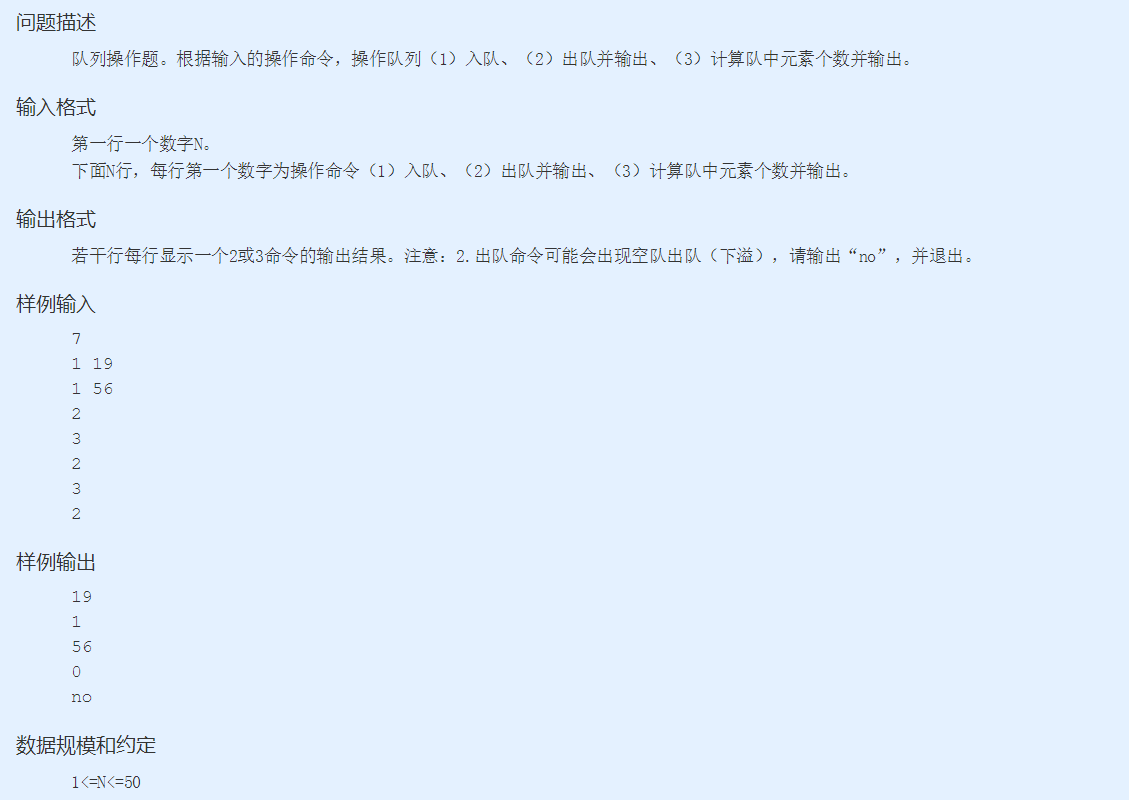 问题描述
队列操作题。根据输入的操作命令，操作队列（1）入队、（2）出队并输出、（3）计算队中元素个数并输出。
输入格式
第一行一个数字N。
下面N行，每行第一个数字为操作命令（1）入队、（2）出队并输出、（3）计算队中元素个数并输出。
输出格式
若干行每行显示一个2或3命令的输出结果。注意：2.出队命令可能会出现空队出队（下溢），请输出“no”，并退出。
样例输入
7
1 19
1 56
2
3
2
3
2
样例输出
19
1
56
0
no
数据规模和约定
1<=N<=50